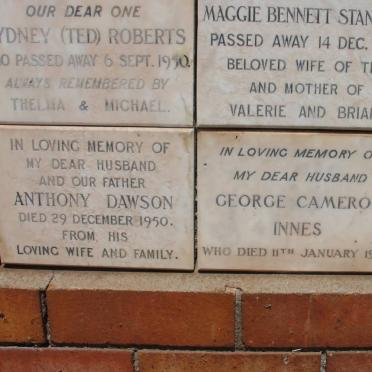 OUR DEAR ONE
YDNEY (TED) ROBERTS
O PASSED AWAY 6 SEPT. 1950.
ALWAYS REMEMBERED BY
THELMA & MICHAEL.
MAGGIE BENNETT STAN
PASSED AWAY 14 DEC.
BELOVED WIFE OF T
AND MOTHER OF
VALERIE AND BRIA
IN LOVING MEMORY OF
MY DEAR HUSBAND
AND OUR FATHER
ANTHONY DAWSON
DIED 29 DECEMBER 1950.
FROM HIS
LOVING WIFE AND FAMILY.
IN LOVING MEMORY O
MY DEAR HUSBAND
GEORGE CAMERO
INNES
WHO DIED 11TH JANUARY 19